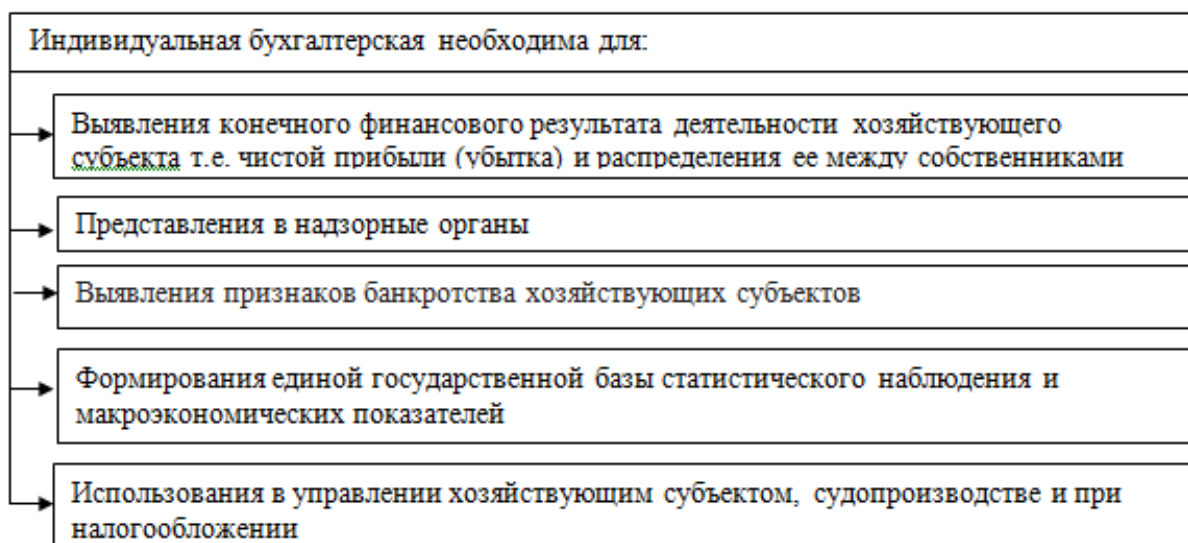 Индивидуальная бухгалтерская необходима для:
Выявления конечного финансового результата деятельности хозяйствующего
субъекта т.е. чистой прибыли (убытка) и распределения ее между собственниками
Представления в надзорные органы
Выявления признаков банкротства хозяйствующих субъектов
Формирования единой государственной базы статистического наблюдения и
макроэкономических показателей
Использования в управлении хозяйствующим субъектом, судопроизводстве и при
налогообложении